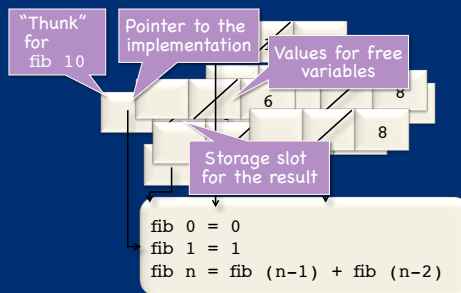 “Thunk”
for
fib 10
Pointer to the
implementation
Values for free
variables
6
8
8
Storage slot
for the result
fib 0 = 0
fib 1 = 1
fib n = fib (n-1) + fib (n-2)